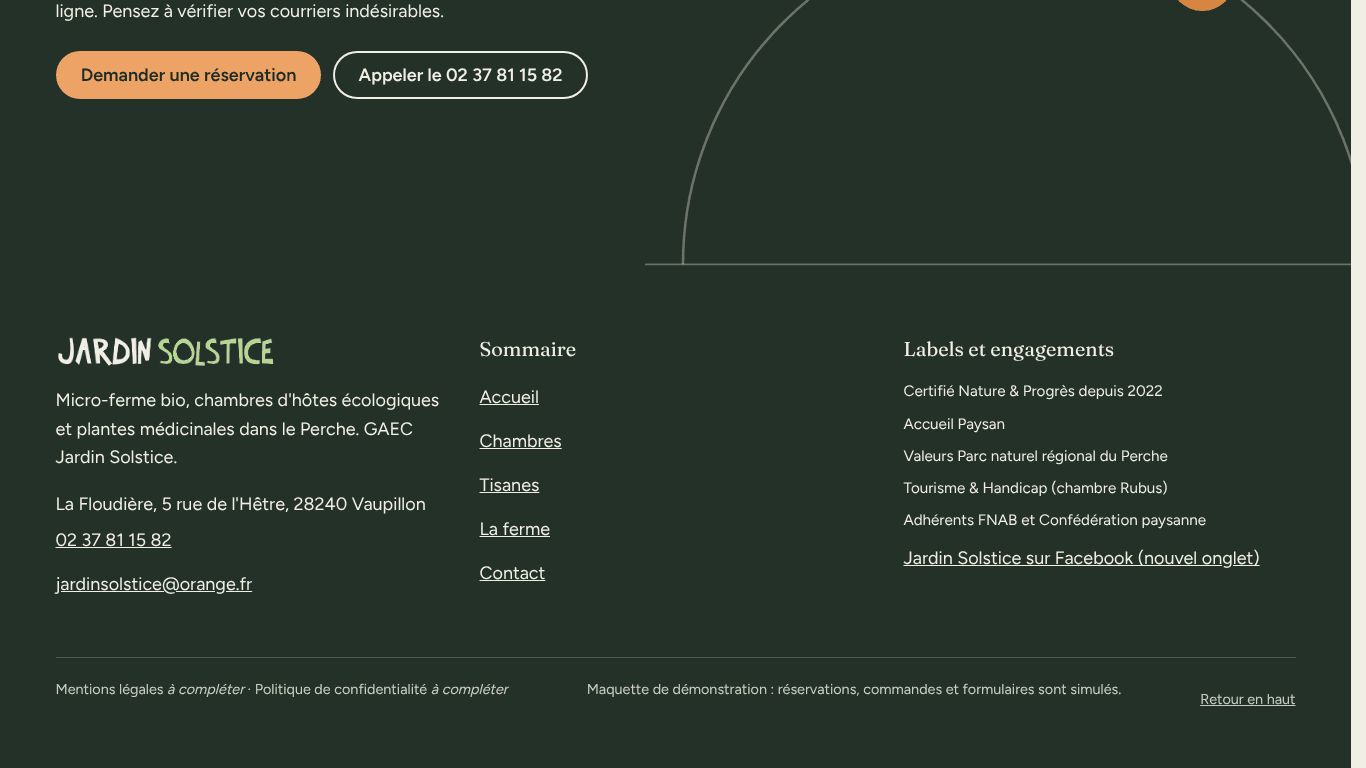 ligne. Pensez à vérifier vos courriers indésirables.
Demander une réservation
Appeler le 02 37 81 15 82
JARDIN SOLSTICE
Micro-ferme bio, chambres d'hôtes écologiques
et plantes médicinales dans le Perche. GAEC
Jardin Solstice.
La Floudière, 5 rue de l'Hêtre, 28240 Vaupillon
02 37 81 15 82
jardinsolstice@orange.fr
Sommaire
Accueil
Chambres
Tisanes
La ferme
Contact
Labels et engagements
Certifié Nature & Progrès depuis 2022
Accueil Paysan
Valeurs Parc naturel régional du Perche
Tourisme & Handicap (chambre Rubus)
Adhérents FNAB et Confédération paysanne
Jardin Solstice sur Facebook (nouvel onglet)
Mentions légales à compléter · Politique de confidentialité à compléter
Maquette de démonstration : réservations, commandes et formulaires sont simulés.
Retour en haut